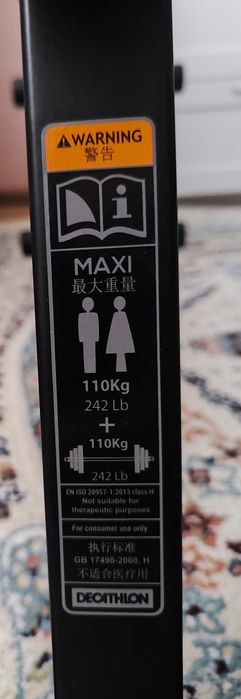 WARNING
警告
MAXI
最大重量
110Kg
242 Lb
+
110Kg
242 Lb
EN ISO 20957-1:2013 class H
Not suitable for
therapeutic purposes
For consumer use only
执行标准
GB 17498-2008. H
不适合医疗用
DECATHLON